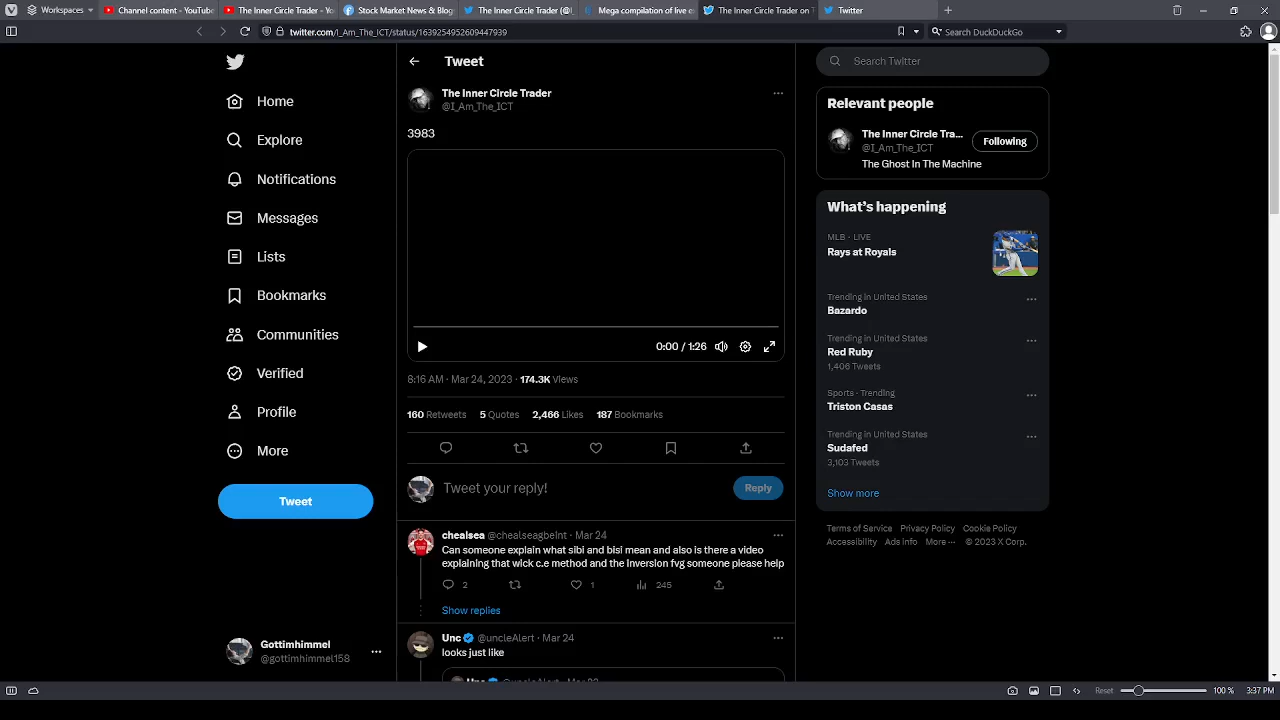 Workspaces
Channel content - YouTube
The Inner Circle Trader - Yo
Stock Market News & Blog
The Inner Circle Trader (@I
Mega compilation of live e
The Inner Circle Trader on T
Twitter
twitter.com/I_Am_The_ICT/status/1639254952609447939
Search DuckDuckGo
Home
Explore
Notifications
Messages
Lists
Bookmarks
Communities
Verified
Profile
More
Tweet
Gottimhimmel
@gottimhimmel158
Tweet
The Inner Circle Trader
@I_Am_The_ICT
3983
0:00 / 1:26
8:16 AM · Mar 24, 2023 · 174.3K Views
160 Retweets 5 Quotes 2,466 Likes 187 Bookmarks
Tweet your reply!
Reply
chealsea @chealseagbeInt · Mar 24
Can someone explain what sibi and bisi mean and also is there a video
explaining that wick c.e method and the inversion fvg someone please help
2 1 245
Show replies
Unc @uncleAlert · Mar 24
looks just like
Search Twitter
Relevant people
The Inner Circle Tra...
@I_Am_The_ICT
Following
The Ghost In The Machine
What's happening
MLB · LIVE
Rays at Royals
Trending in United States
Bazardo
Trending in United States
Red Ruby
1,406 Tweets
Sports · Trending
Triston Casas
Trending in United States
Sudafed
3,103 Tweets
Show more
Terms of Service Privacy Policy Cookie Policy
Accessibility Ads info More ··· © 2023 X Corp.
Reset 100 % 3:37 PM